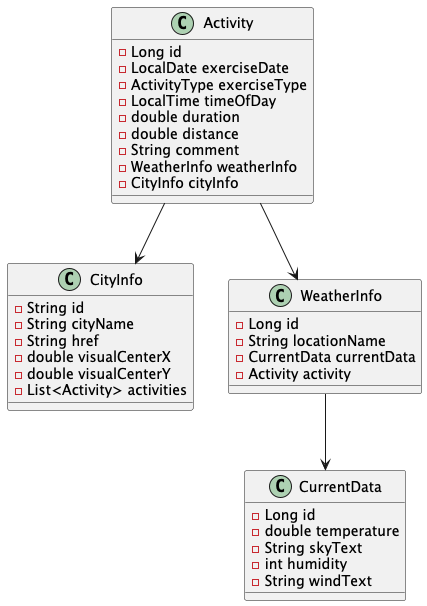 C Activity
Long id
LocalDate exerciseDate
ActivityType exerciseType
LocalTime timeOfDay
double duration
double distance
String comment
WeatherInfo weatherInfo
CityInfo cityInfo
C CityInfo
String id
String cityName
String href
double visualCenterX
double visualCenterY
List<Activity> activities
C WeatherInfo
Long id
String locationName
CurrentData currentData
Activity activity
C CurrentData
Long id
double temperature
String skyText
int humidity
String windText